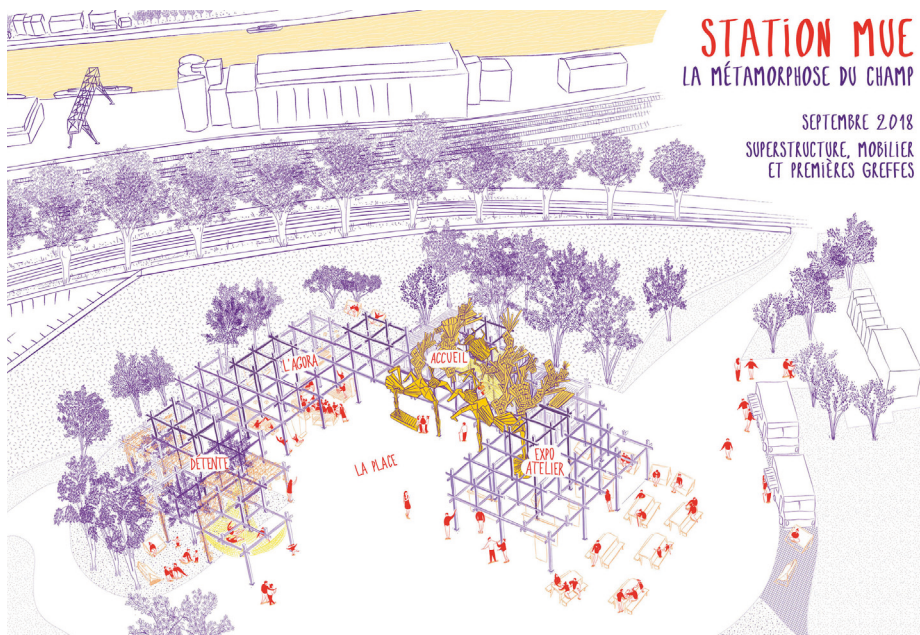 STATION MUE
LA MÉTAMORPHOSE DU CHAMP
SEPTEMBRE 2018
SUPERSTRUCTURE, MOBILIER
ET PREMIÈRES GREFFES
L'AGORA
ACCUEIL
DÉTENTE
LA PLACE
EXPO
ATELIER